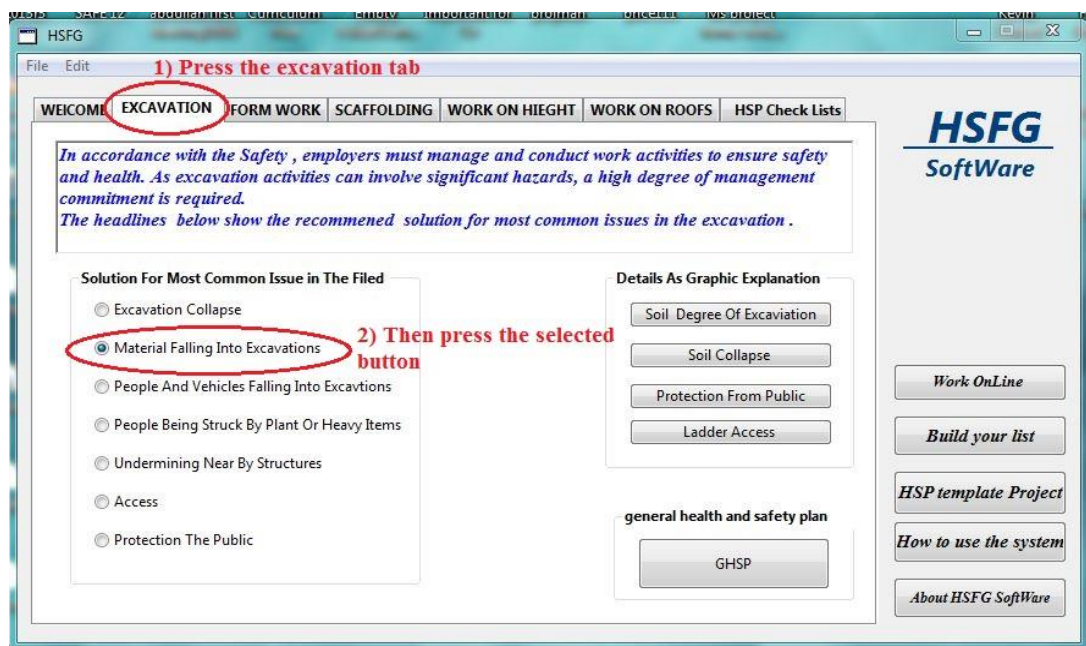 HSFG
File Edit
1) Press the excavation tab
WElCOME EXCAVATION FORM WORK SCAFFOLDING WORK ON HIEGHT WORK ON ROOFS HSP Check Lists
HSFG
SoftWare
In accordance with the Safety , employers must manage and conduct work activities to ensure safety
and health. As excavation activities can involve significant hazards, a high degree of management
commitment is required.
The headlines below show the recommened solution for most common issues in the excavation .
Solution For Most Common Issue in The Filed
Details As Graphic Explanation
Excavation Collapse
Soil Degree Of Excaviation
2) Then press the selected
button
Material Falling Into Excavations
Soil Collapse
People And Vehicles Falling Into Excavtions
Protection From Public
Work OnLine
People Being Struck By Plant Or Heavy Items
Ladder Access
Build your list
Undermining Near By Structures
Access
HSP template Project
general health and safety plan
Protection The Public
GHSP
How to use the system
About HSFG SoftWare